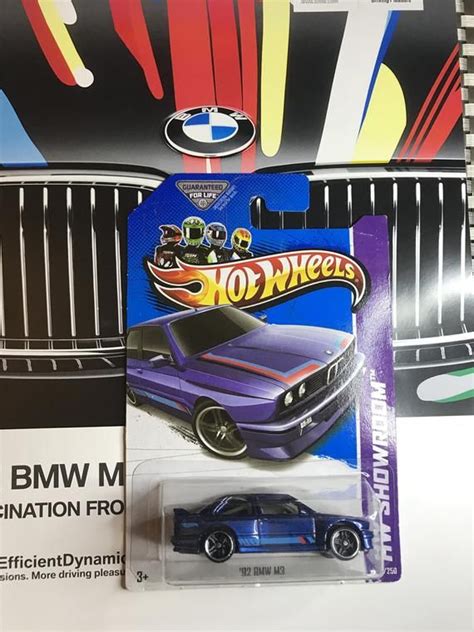 BMW
GUARANTEED
FOR LIFE
HOT WHEELS
HW SHOWROOM™
BMW M
CINATION FRO
EfficientDynamic
sions. More driving pleasu
3+
'92 BMW M3
/250